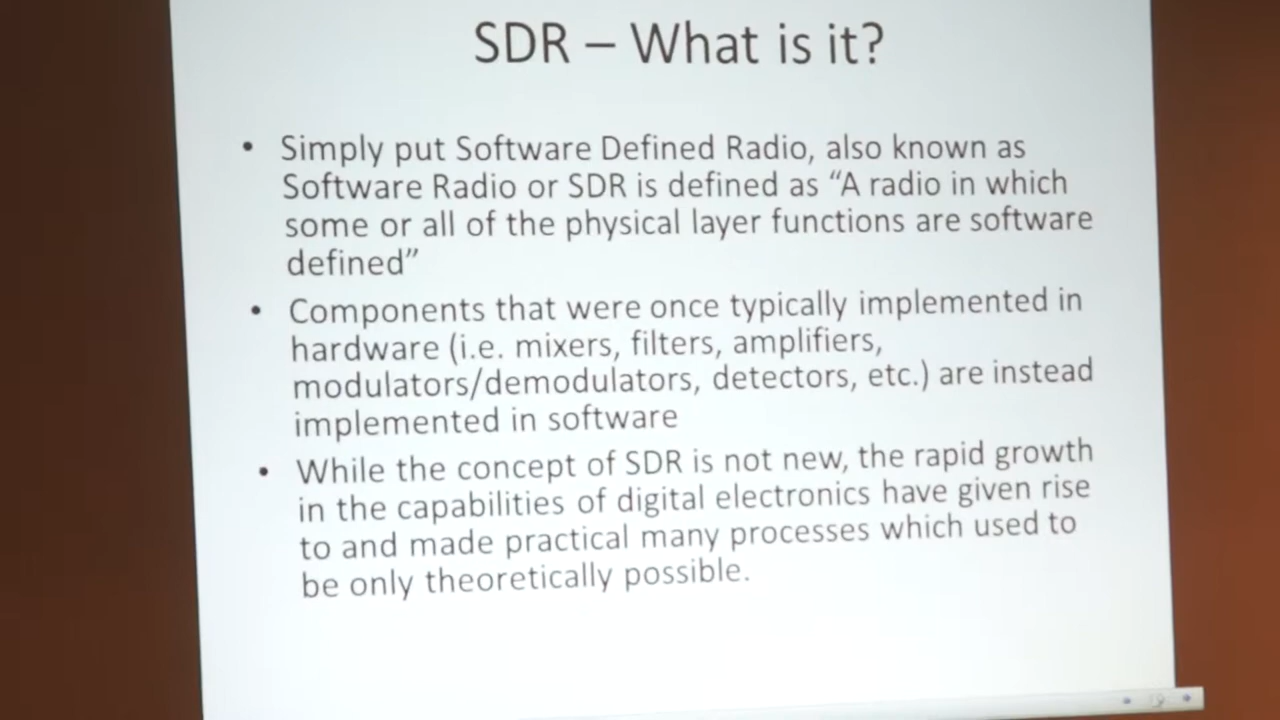 SDR – What is it?
• Simply put Software Defined Radio, also known as
Software Radio or SDR is defined as “A radio in which
some or all of the physical layer functions are software
defined”
• Components that were once typically implemented in
hardware (i.e. mixers, filters, amplifiers,
modulators/demodulators, detectors, etc.) are instead
implemented in software
• While the concept of SDR is not new, the rapid growth
in the capabilities of digital electronics have given rise
to and made practical many processes which used to
be only theoretically possible.